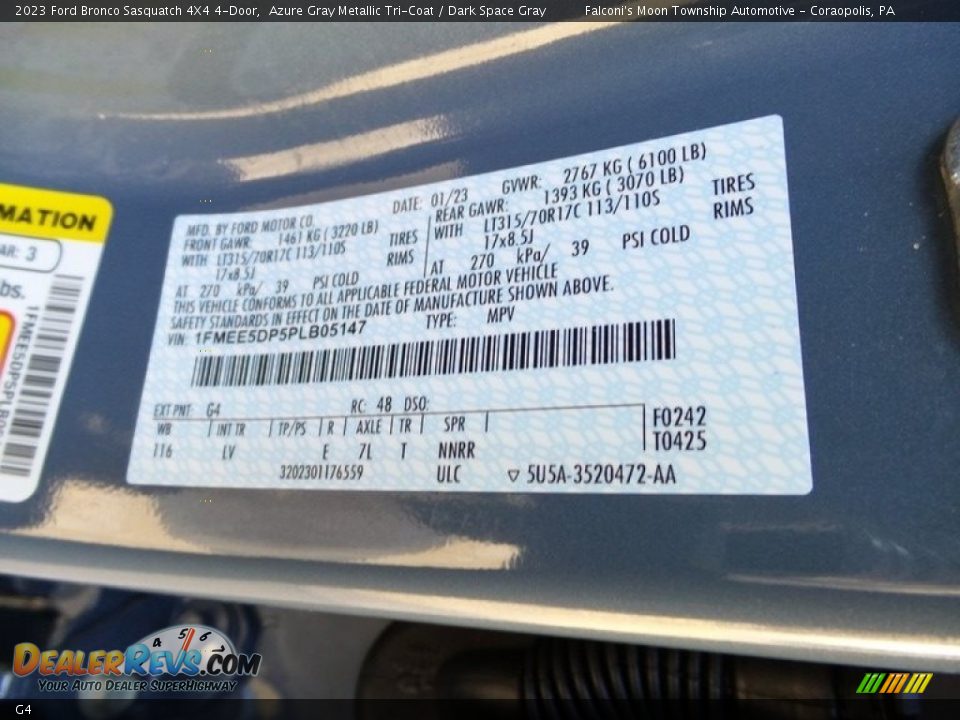 2023 Ford Bronco Sasquatch 4X4 4-Door, Azure Gray Metallic Tri-Coat / Dark Space Gray Falconi's Moon Township Automotive - Coraopolis, PA
MATION
AR: 3
bs.
1FMEE5DP5PLB0
MFD. BY FORD MOTOR CO. DATE: 01/23 GVWR: 2767 KG ( 6100 LB)
FRONT GAWR: 1461 KG ( 3220 LB) REAR GAWR: 1393 KG ( 3070 LB)
WITH LT315/70R17C 113/110S TIRES WITH LT315/70R17C 113/110S TIRES
17x8.5J RIMS 17x8.5J RIMS
AT 270 kPa/ 39 PSI COLD AT 270 kPa/ 39 PSI COLD
THIS VEHICLE CONFORMS TO ALL APPLICABLE FEDERAL MOTOR VEHICLE
SAFETY STANDARDS IN EFFECT ON THE DATE OF MANUFACTURE SHOWN ABOVE.
VIN: 1FMEE5DP5PLB05147 TYPE: MPV
EXT PNT: G4 RC: 48 DSO:
WB INT TR TP/PS R AXLE TR SPR F0242
T0425
116 LV E 7L T NNRR
3202301176559 ULC ▽ 5U5A-3520472-AA
4 5 6
DEALERREVS.COM
Your Auto Dealer SuperHighway
G4